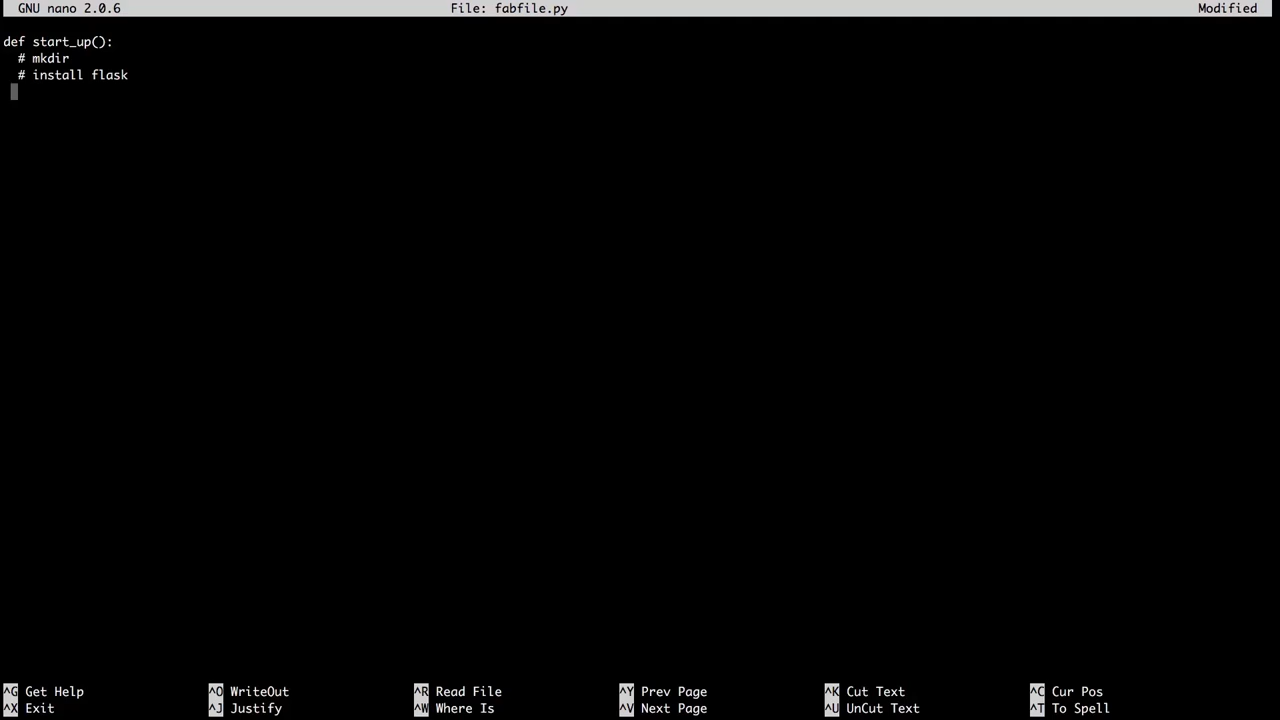 GNU nano 2.0.6 File: fabfile.py Modified
def start_up():
  # mkdir
  # install flask
^G Get Help ^O WriteOut ^R Read File ^Y Prev Page ^K Cut Text ^C Cur Pos
^X Exit ^J Justify ^W Where Is ^V Next Page ^U UnCut Text ^T To Spell